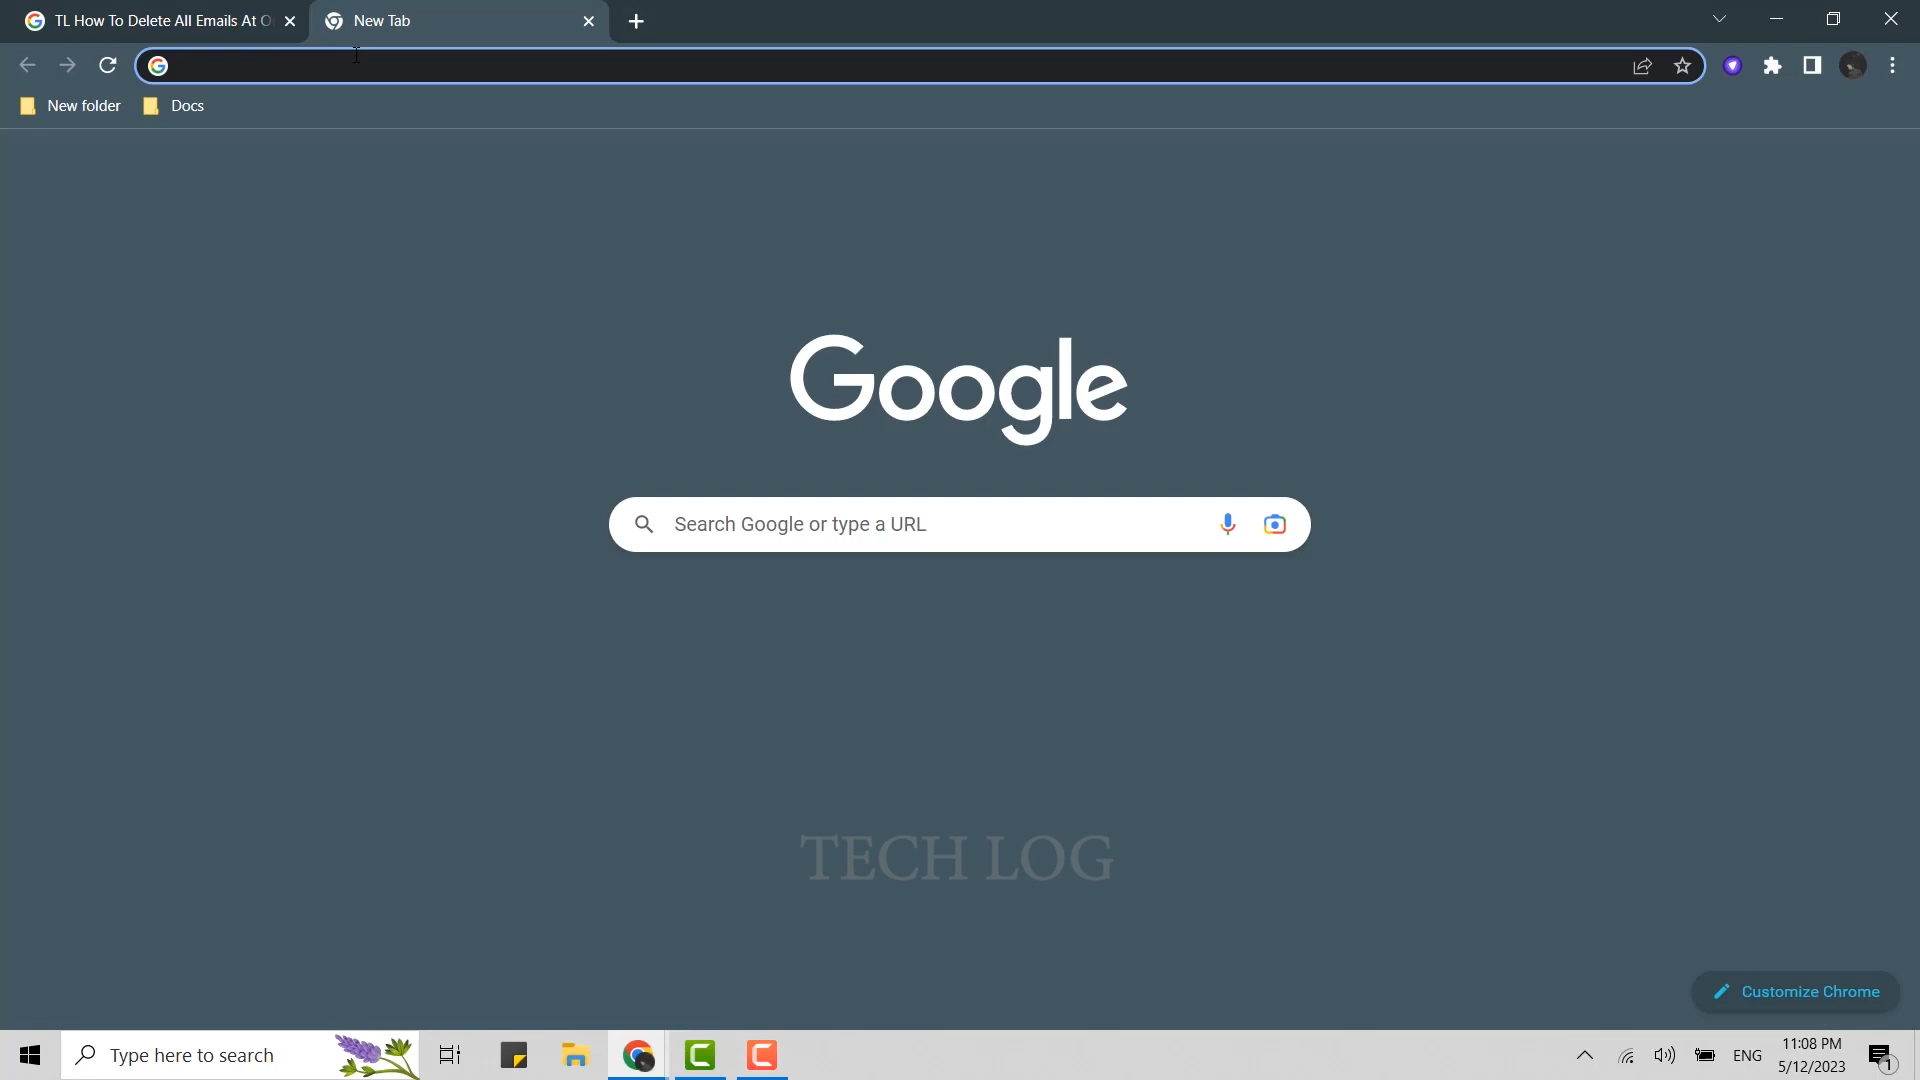 TL How To Delete All Emails At O
New Tab
New folder
Docs
Google
Search Google or type a URL
TECH LOG
Customize Chrome
Type here to search
ENG
11:08 PM
5/12/2023
1